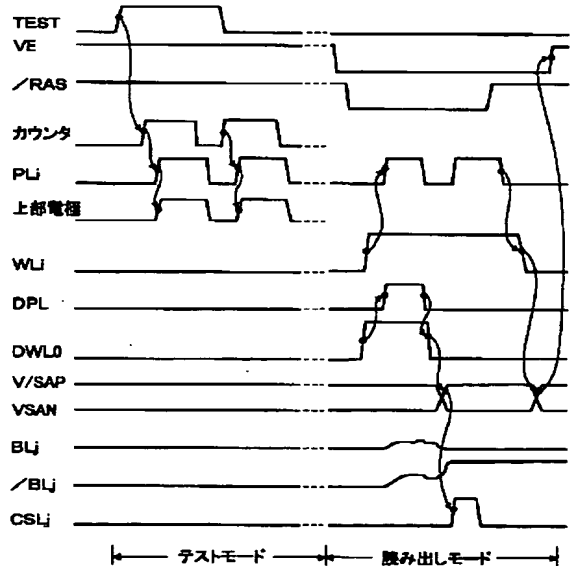 TEST
VE
/RAS
カウンタ
PLi
上部電極
WLi
DPL
DWL0
V/SAP
VSAN
BLj
/BLj
CSLj
テストモード 読み出しモード